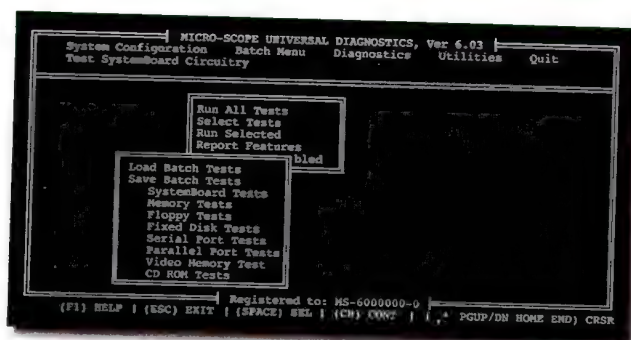 MICRO-SCOPE UNIVERSAL DIAGNOSTICS, Ver 6.03
System Configuration Batch Menu Diagnostics Utilities Quit
Test SystemBoard Circuitry
Run All Tests
Select Tests
Run Selected
Report Features
bled
Load Batch Tests
Save Batch Tests
SystemBoard Tests
Memory Tests
Floppy Tests
Fixed Disk Tests
Serial Port Tests
Parallel Port Tests
Video Memory Test
CD ROM Tests
Registered to: MS-6000000-0
(F1) HELP | (ESC) EXIT | (SPACE) SEL | (CR) CONT | PGUP/DN HOME END) CRSR